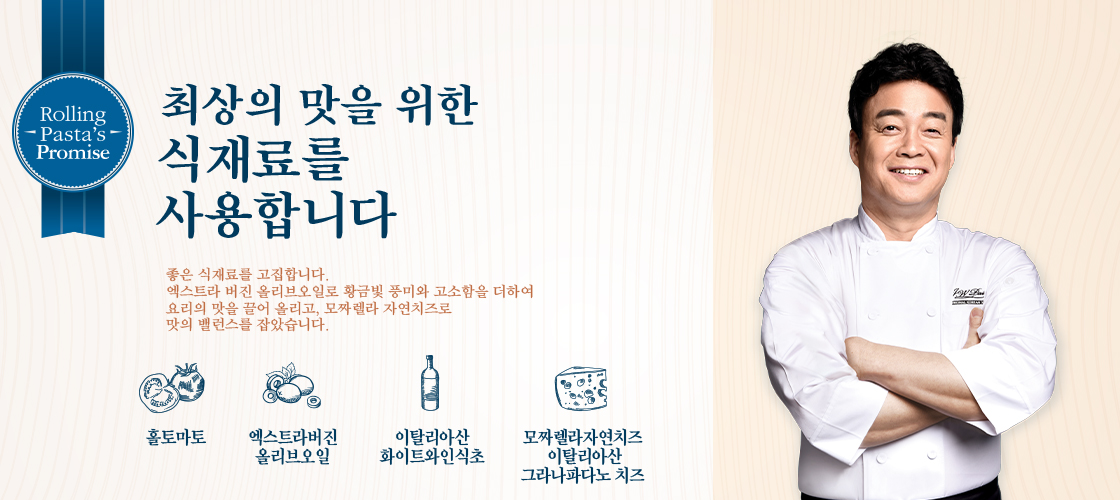 Rolling
Pasta's
Promise
최상의 맛을 위한
식재료를
사용합니다
좋은 식재료를 고집합니다.
엑스트라 버진 올리브오일로 황금빛 풍미와 고소함을 더하여
요리의 맛을 끌어 올리고, 모짜렐라 자연치즈로
맛의 밸런스를 잡았습니다.
홀토마토
엑스트라버진
올리브오일
이탈리아산
화이트와인식초
모짜렐라자연치즈
이탈리아산
그라나파다노 치즈